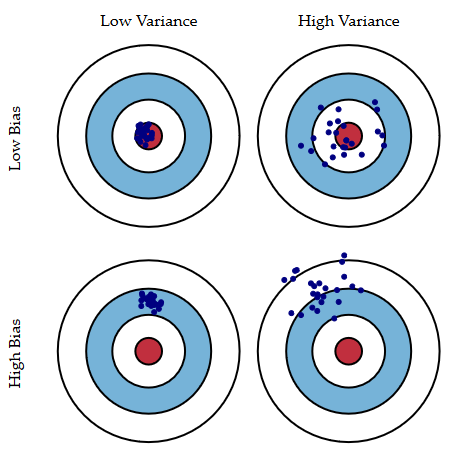 Low Variance
High Variance
Low Bias
High Bias